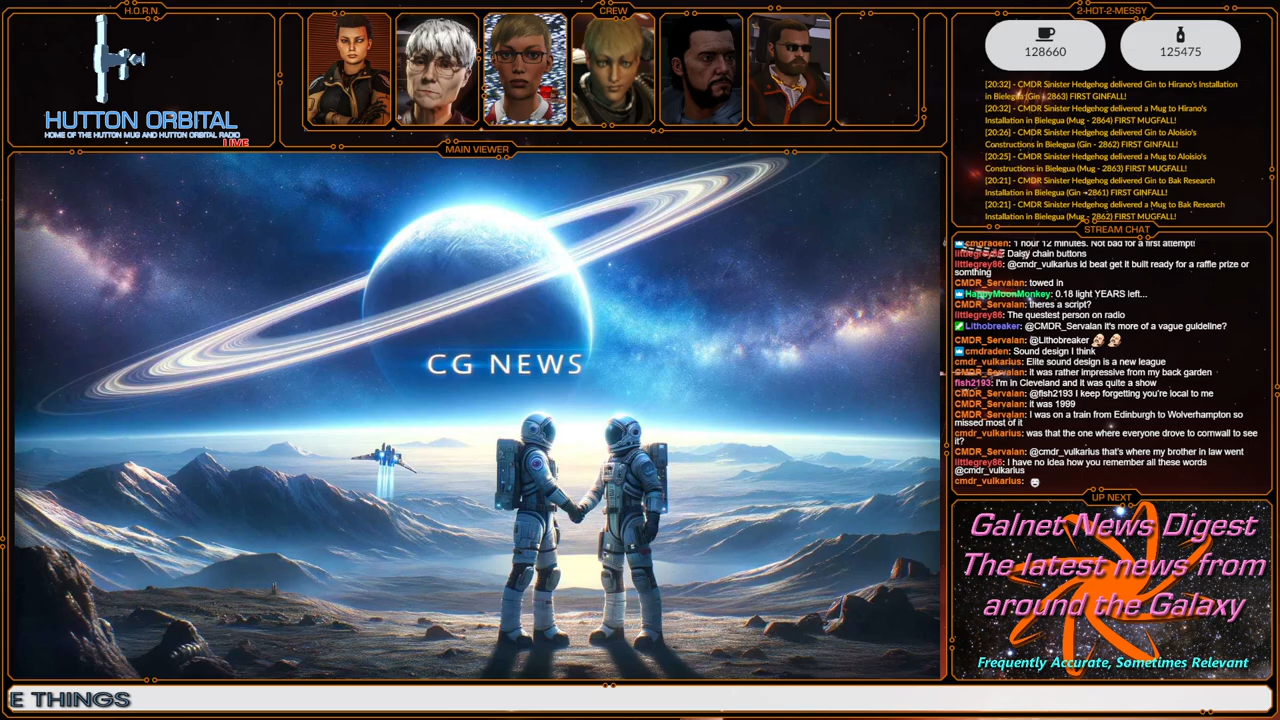 H.O.R.N.
HUTTON ORBITAL
HOME OF THE HUTTON MUG AND HUTTON ORBITAL RADIO
LIVE
CREW
2-HOT-2-MESSY
128660
125475
[20:32] - CMDR Sinister Hedgehog delivered Gin to Hirano's Installation
in Bielegua (Gin - 2863) FIRST GINFALL!
[20:32] - CMDR Sinister Hedgehog delivered a Mug to Hirano's
Installation in Bielegua (Mug - 2864) FIRST MUGFALL!
[20:26] - CMDR Sinister Hedgehog delivered Gin to Aloisio's
Constructions in Bielegua (Gin - 2862) FIRST GINFALL!
[20:25] - CMDR Sinister Hedgehog delivered a Mug to Aloisio's
Constructions in Bielegua (Mug - 2863) FIRST MUGFALL!
[20:21] - CMDR Sinister Hedgehog delivered Gin to Bak Research
Installation in Bielegua (Gin - 2861) FIRST GINFALL!
[20:21] - CMDR Sinister Hedgehog delivered a Mug to Bak Research
Installation in Bielegua (Mug - 2862) FIRST MUGFALL!
MAIN VIEWER
CG NEWS
STREAM CHAT
cmdraden: 1 hour 12 minutes. Not bad for a first attempt!
littlegrey86: Daisy chain buttons
littlegrey86: @cmdr_vulkarius id beat get it built ready for a raffle prize or
somthing
CMDR_Servalan: towed in
HappyMoonMonkey: 0.18 light YEARS left...
CMDR_Servalan: theres a script?
littlegrey86: The questest person on radio
Lithobreaker: @CMDR_Servalan it's more of a vague guideline?
CMDR_Servalan: @Lithobreaker
cmdraden: Sound design I think
cmdr_vulkarius: Elite sound design is a new league
CMDR_Servalan: it was rather impressive from my back garden
fish2193: I'm in Cleveland and it was quite a show
CMDR_Servalan: @fish2193 I keep forgetting you're local to me
CMDR_Servalan: it was 1999
CMDR_Servalan: I was on a train from Edinburgh to Wolverhampton so
missed most of it
cmdr_vulkarius: was that the one where everyone drove to cornwall to see
it?
CMDR_Servalan: @cmdr_vulkarius that's where my brother in law went
littlegrey86: I have no idea how you remember all these words
@cmdr_vulkarius
cmdr_vulkarius:
UP NEXT
Galnet News Digest
The latest news from
around the Galaxy
Frequently Accurate, Sometimes Relevant
E THINGS